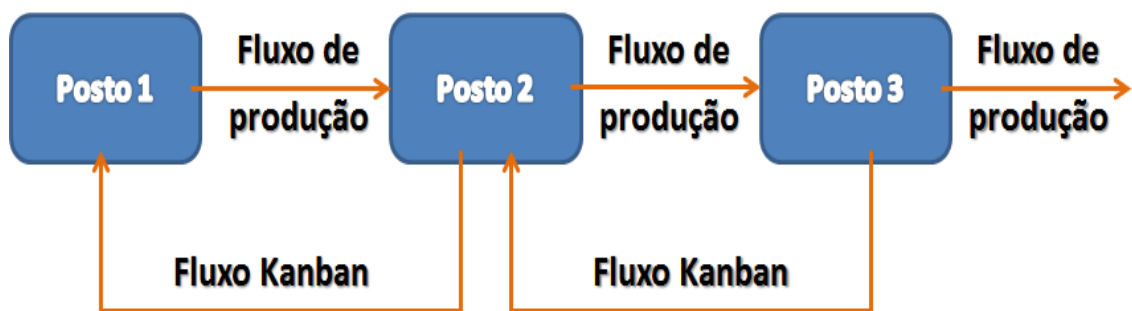 Posto 1
Fluxo de
produção
Posto 2
Fluxo de
produção
Posto 3
Fluxo de
produção
Fluxo Kanban
Fluxo Kanban